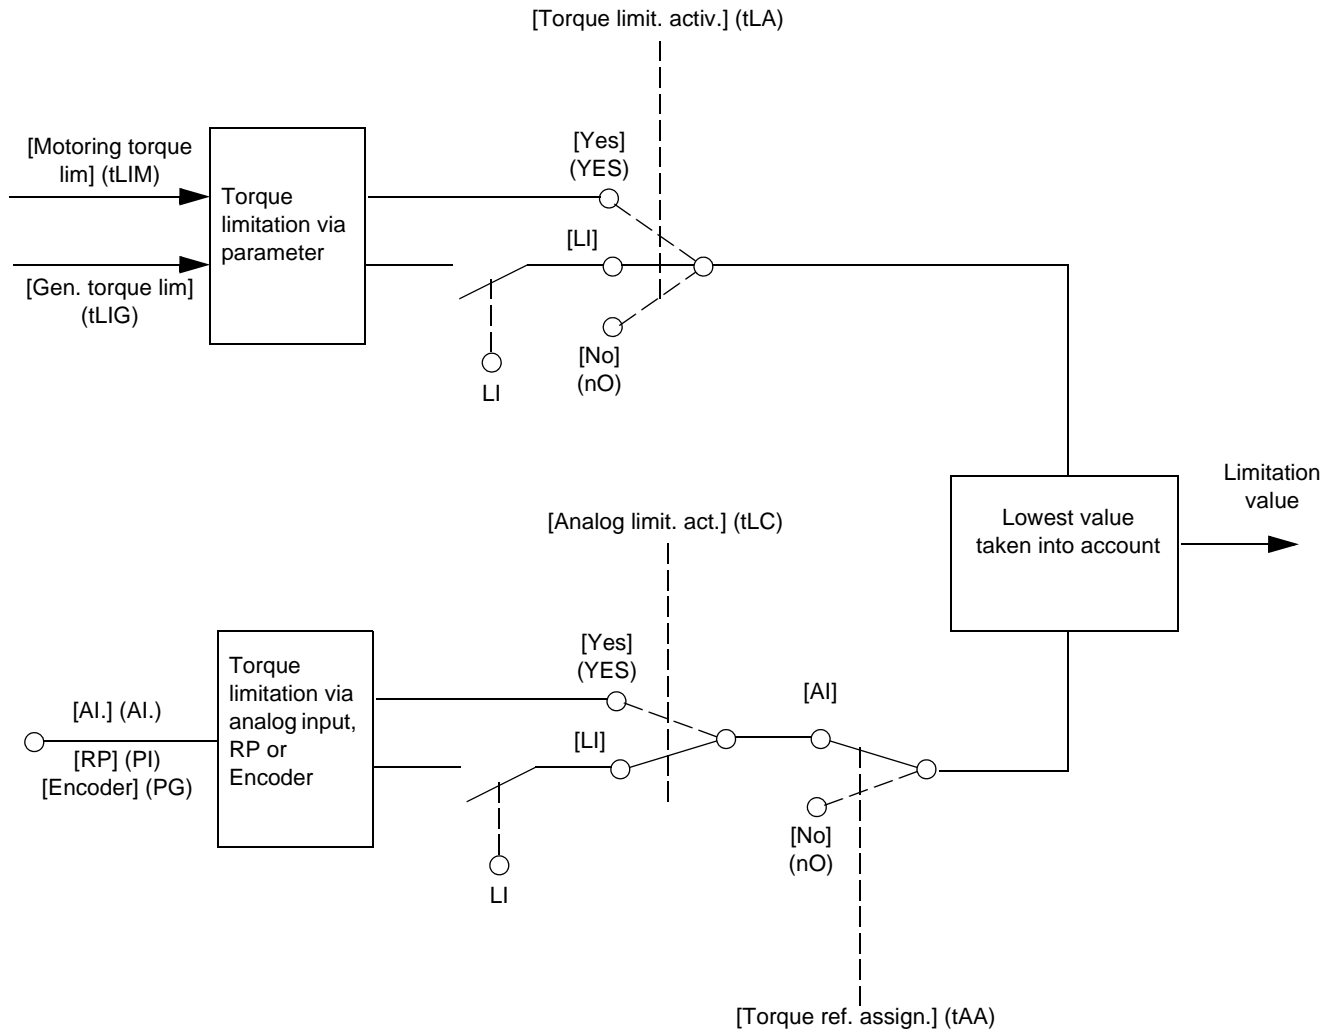 [Torque limit. activ.] (tLA)
[Motoring torque
lim] (tLIM)
[Gen. torque lim]
(tLIG)
Torque
limitation via
parameter
[Yes]
(YES)
[LI]
LI
[No]
(nO)
Lowest value
taken into account
Limitation
value
[Analog limit. act.] (tLC)
[AI.] (AI.)
[RP] (PI)
[Encoder] (PG)
Torque
limitation via
analog input,
RP or
Encoder
[Yes]
(YES)
[LI]
LI
[AI]
[No]
(nO)
[Torque ref. assign.] (tAA)